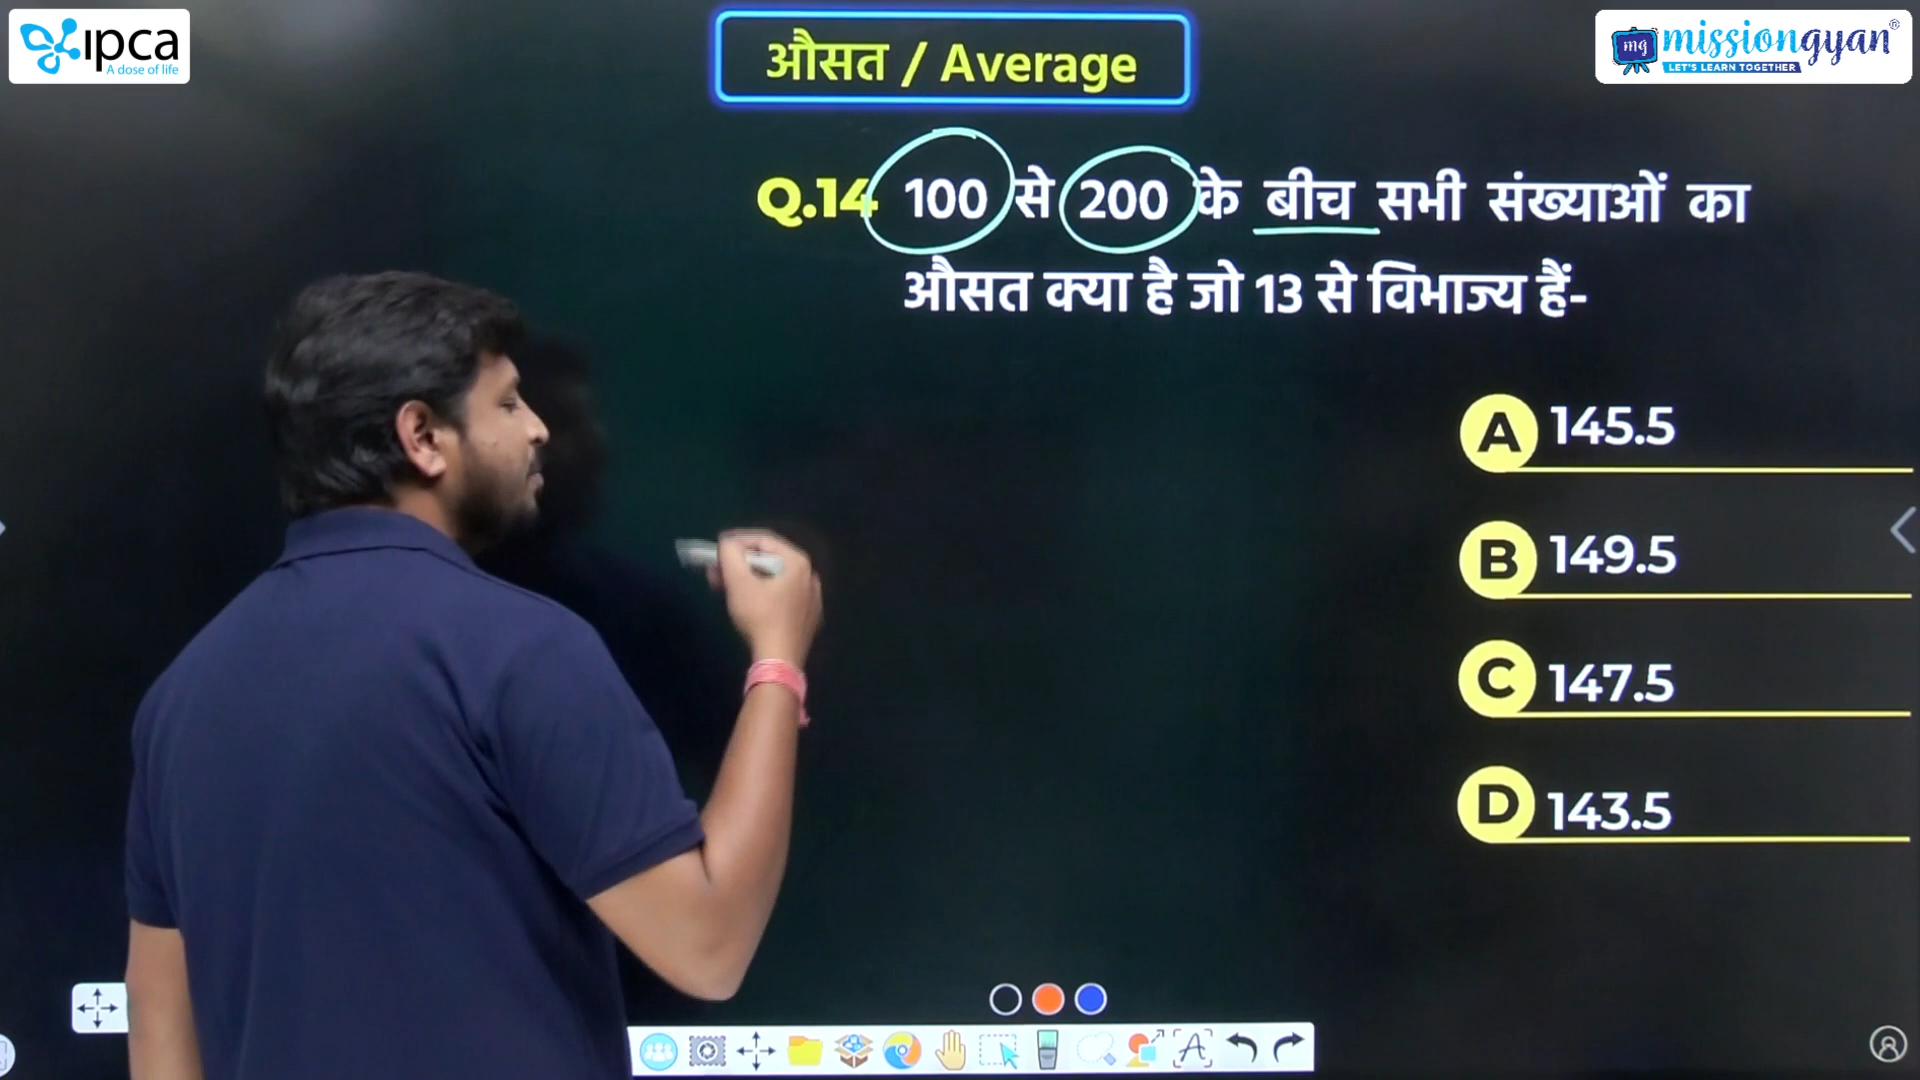 ipca
A dose of life
औसत / Average
missiongyan®
mg
LET'S LEARN TOGETHER
Q.14 100 से 200 के बीच सभी संख्याओं का
औसत क्या है जो 13 से विभाज्य हैं-
A 145.5
B 149.5
C 147.5
D 143.5